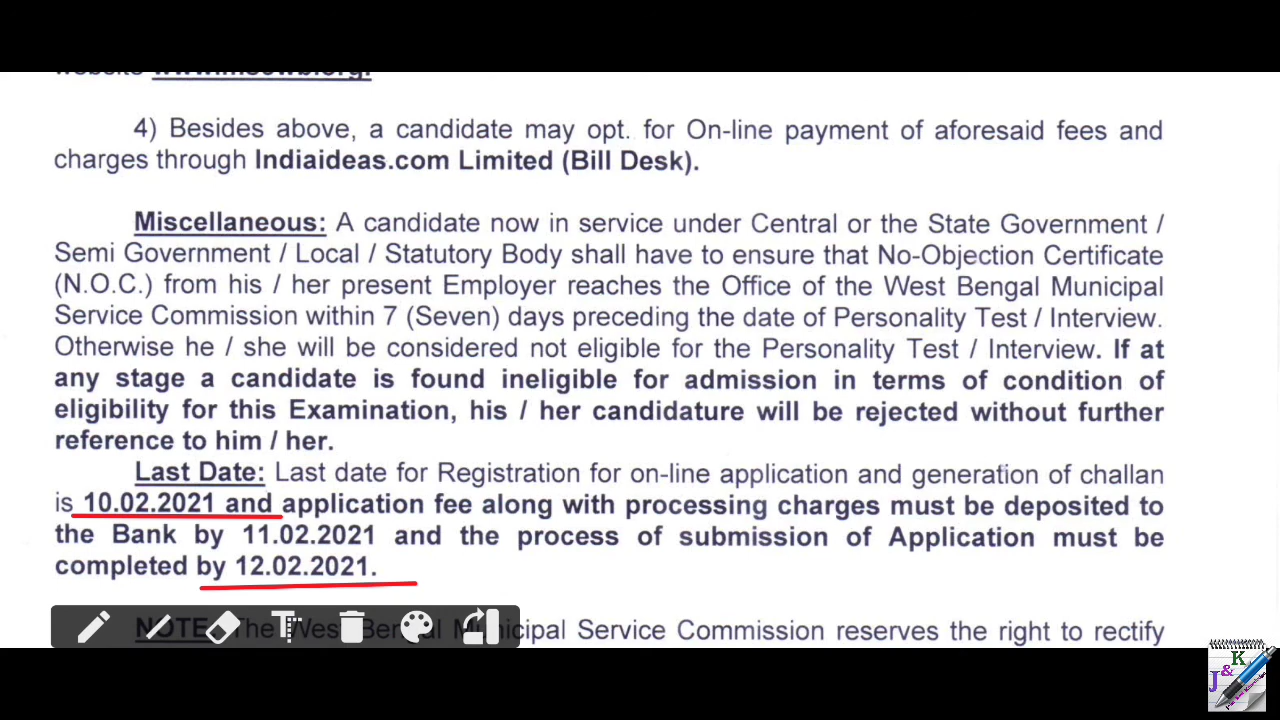 website www.mscwb.org.
4) Besides above, a candidate may opt. for On-line payment of aforesaid fees and
charges through Indiaideas.com Limited (Bill Desk).
Miscellaneous: A candidate now in service under Central or the State Government /
Semi Government / Local / Statutory Body shall have to ensure that No-Objection Certificate
(N.O.C.) from his / her present Employer reaches the Office of the West Bengal Municipal
Service Commission within 7 (Seven) days preceding the date of Personality Test / Interview.
Otherwise he / she will be considered not eligible for the Personality Test / Interview. If at
any stage a candidate is found ineligible for admission in terms of condition of
eligibility for this Examination, his / her candidature will be rejected without further
reference to him / her.
Last Date: Last date for Registration for on-line application and generation of challan
is 10.02.2021 and application fee along with processing charges must be deposited to
the Bank by 11.02.2021 and the process of submission of Application must be
completed by 12.02.2021.
NOTE: The West Bengal Municipal Service Commission reserves the right to rectify
J&K